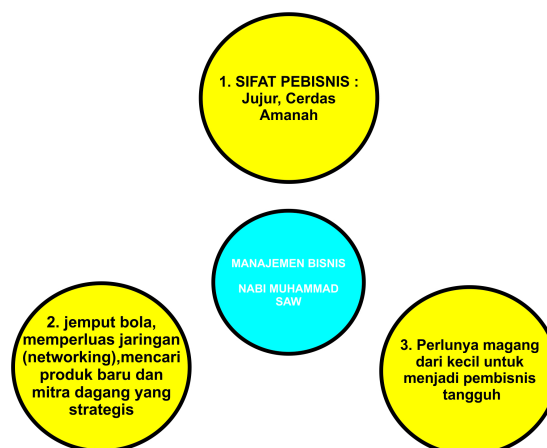 1. SIFAT PEBISNIS :
Jujur, Cerdas
Amanah
MANAJEMEN BISNIS
NABI MUHAMMAD
SAW
2. jemput bola,
memperluas jaringan
(networking),mencari
produk baru dan
mitra dagang yang
strategis
3. Perlunya magang
dari kecil untuk
menjadi pembisnis
tangguh